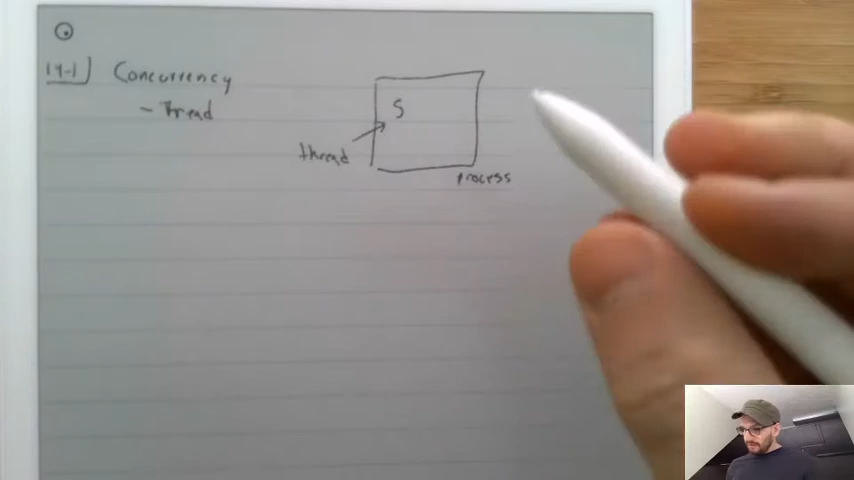 14-1] Concurrency
- Thread
S
thread
process